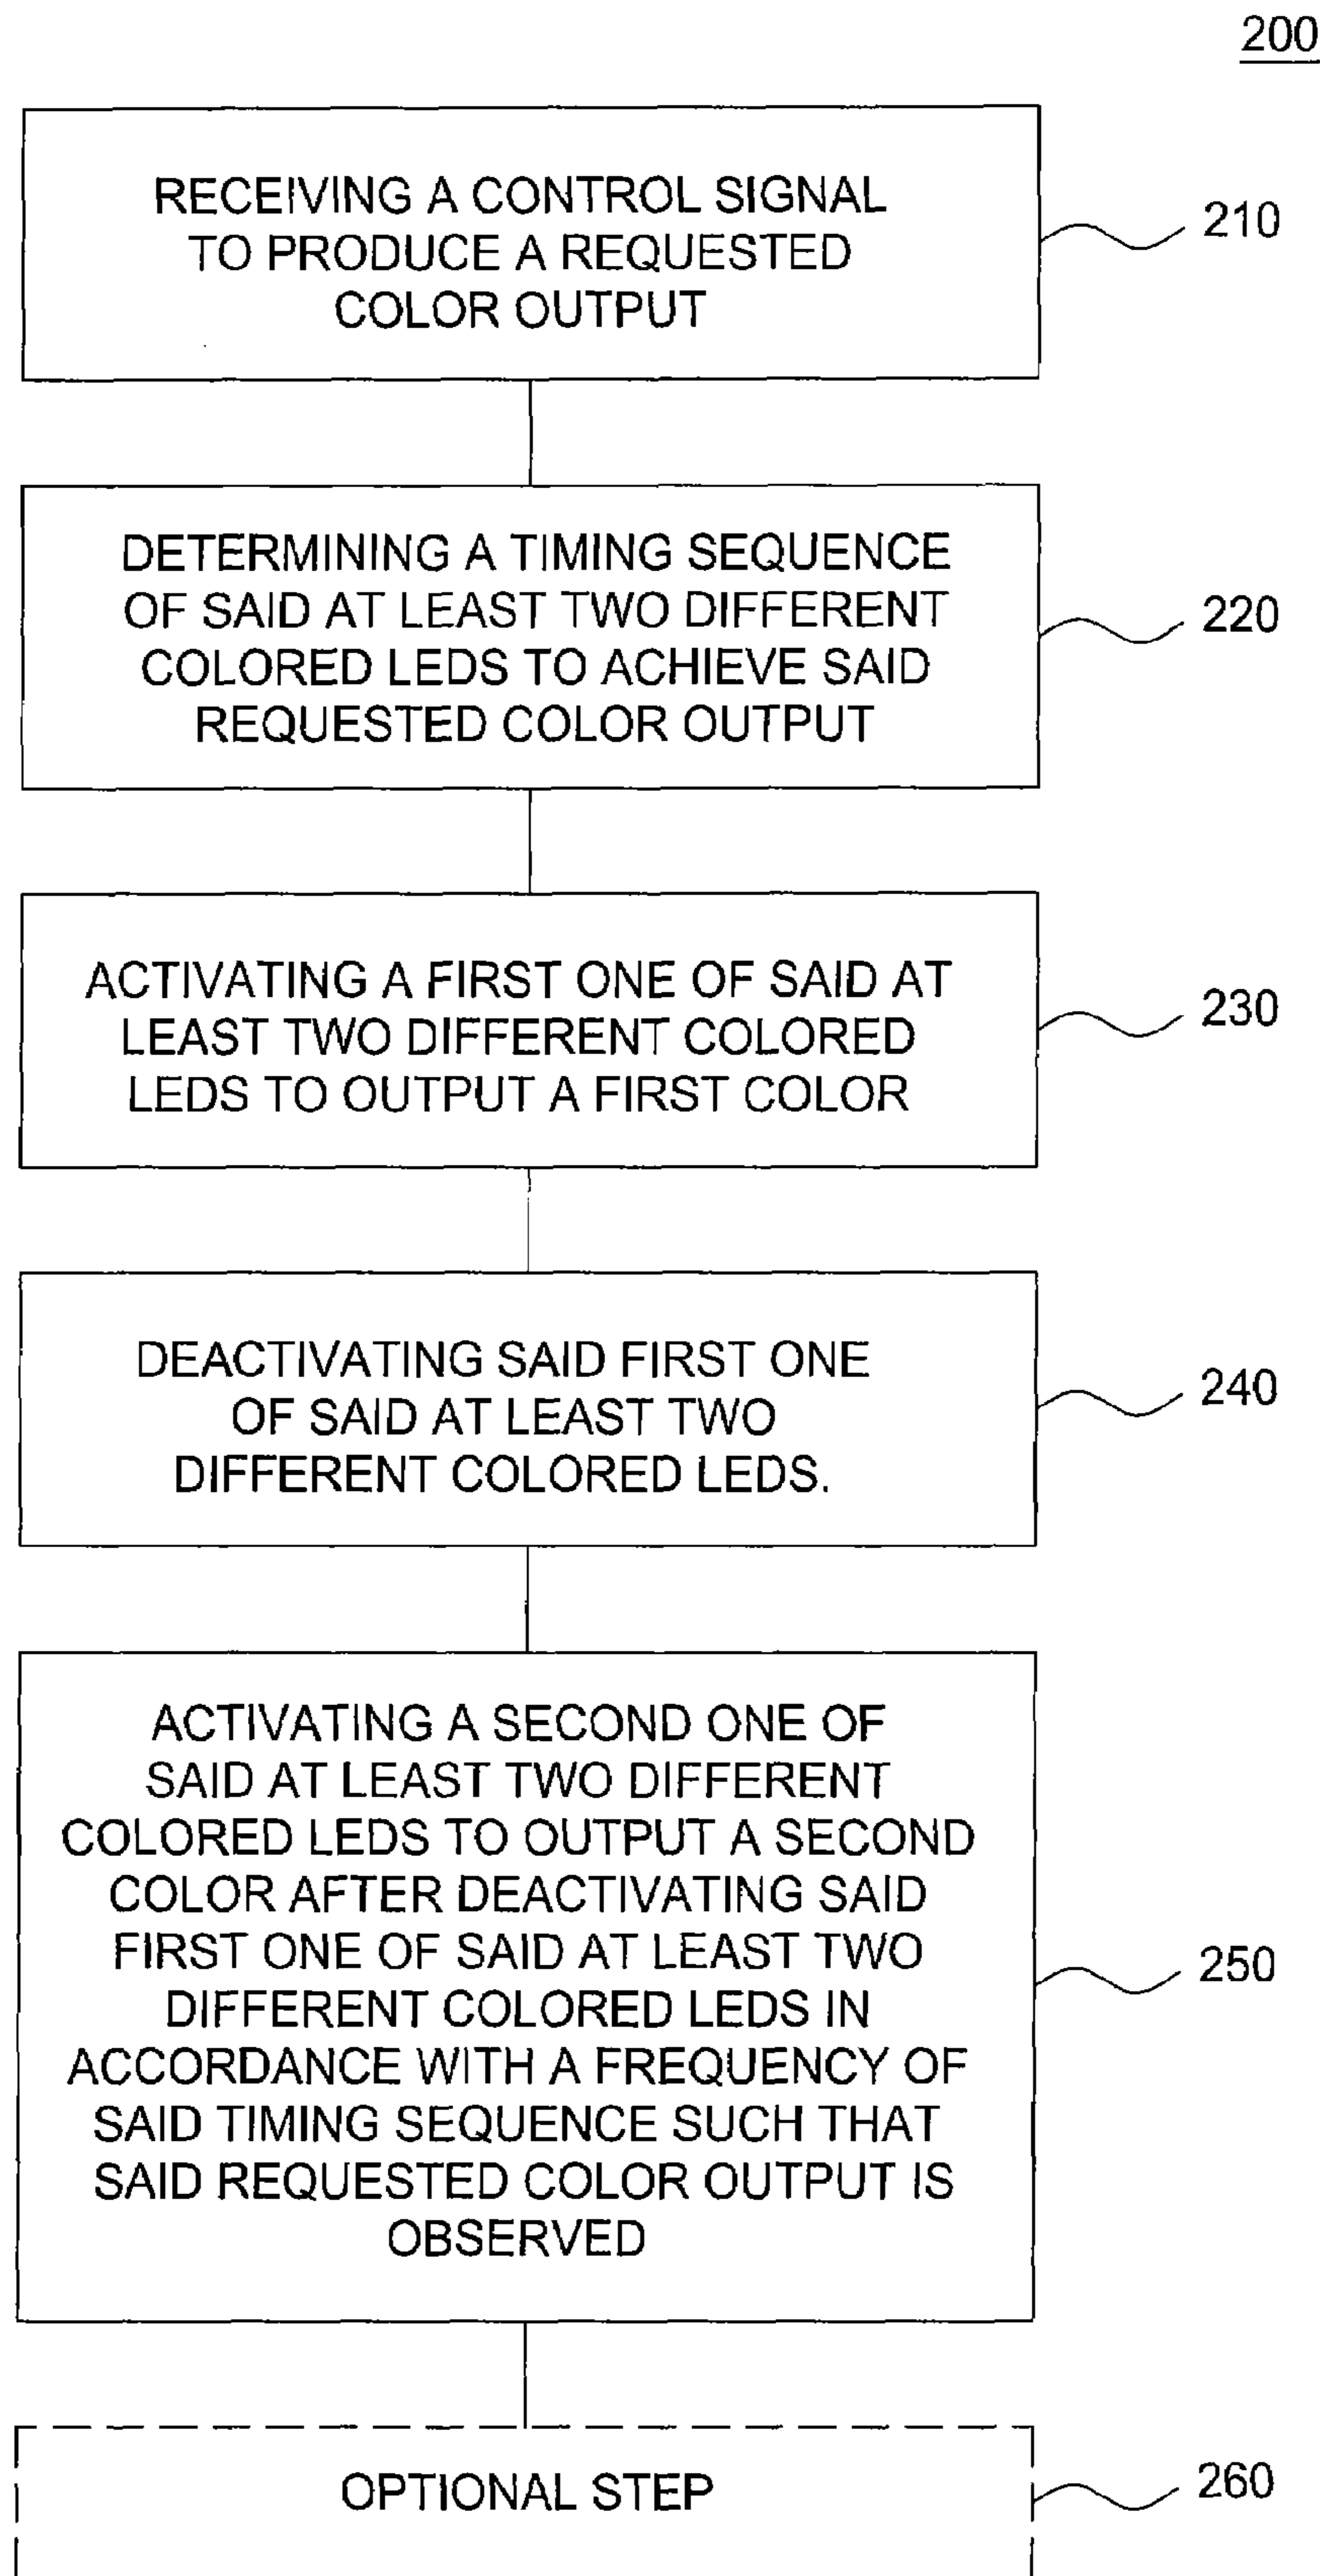 200
RECEIVING A CONTROL SIGNAL
TO PRODUCE A REQUESTED
COLOR OUTPUT
210
DETERMINING A TIMING SEQUENCE
OF SAID AT LEAST TWO DIFFERENT
COLORED LEDS TO ACHIEVE SAID
REQUESTED COLOR OUTPUT
220
ACTIVATING A FIRST ONE OF SAID AT
LEAST TWO DIFFERENT COLORED
LEDS TO OUTPUT A FIRST COLOR
230
DEACTIVATING SAID FIRST ONE
OF SAID AT LEAST TWO
DIFFERENT COLORED LEDS.
240
ACTIVATING A SECOND ONE OF
SAID AT LEAST TWO DIFFERENT
COLORED LEDS TO OUTPUT A SECOND
COLOR AFTER DEACTIVATING SAID
FIRST ONE OF SAID AT LEAST TWO
DIFFERENT COLORED LEDS IN
ACCORDANCE WITH A FREQUENCY OF
SAID TIMING SEQUENCE SUCH THAT
SAID REQUESTED COLOR OUTPUT IS
OBSERVED
250
OPTIONAL STEP
260